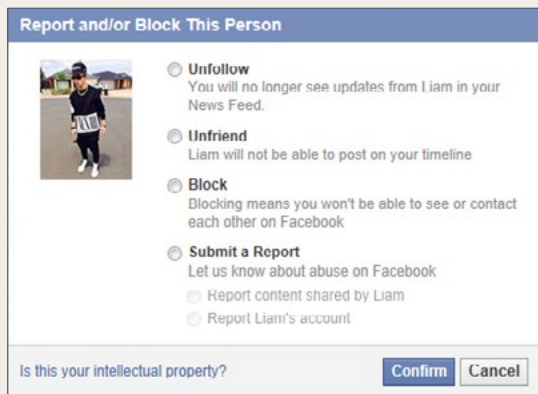 Report and/or Block This Person
Unfollow
You will no longer see updates from Liam in your
News Feed.
Unfriend
Liam will not be able to post on your timeline
Block
Blocking means you won't be able to see or contact
each other on Facebook
Submit a Report
Let us know about abuse on Facebook
Report content shared by Liam
Report Liam's account
Is this your intellectual property?
Confirm
Cancel